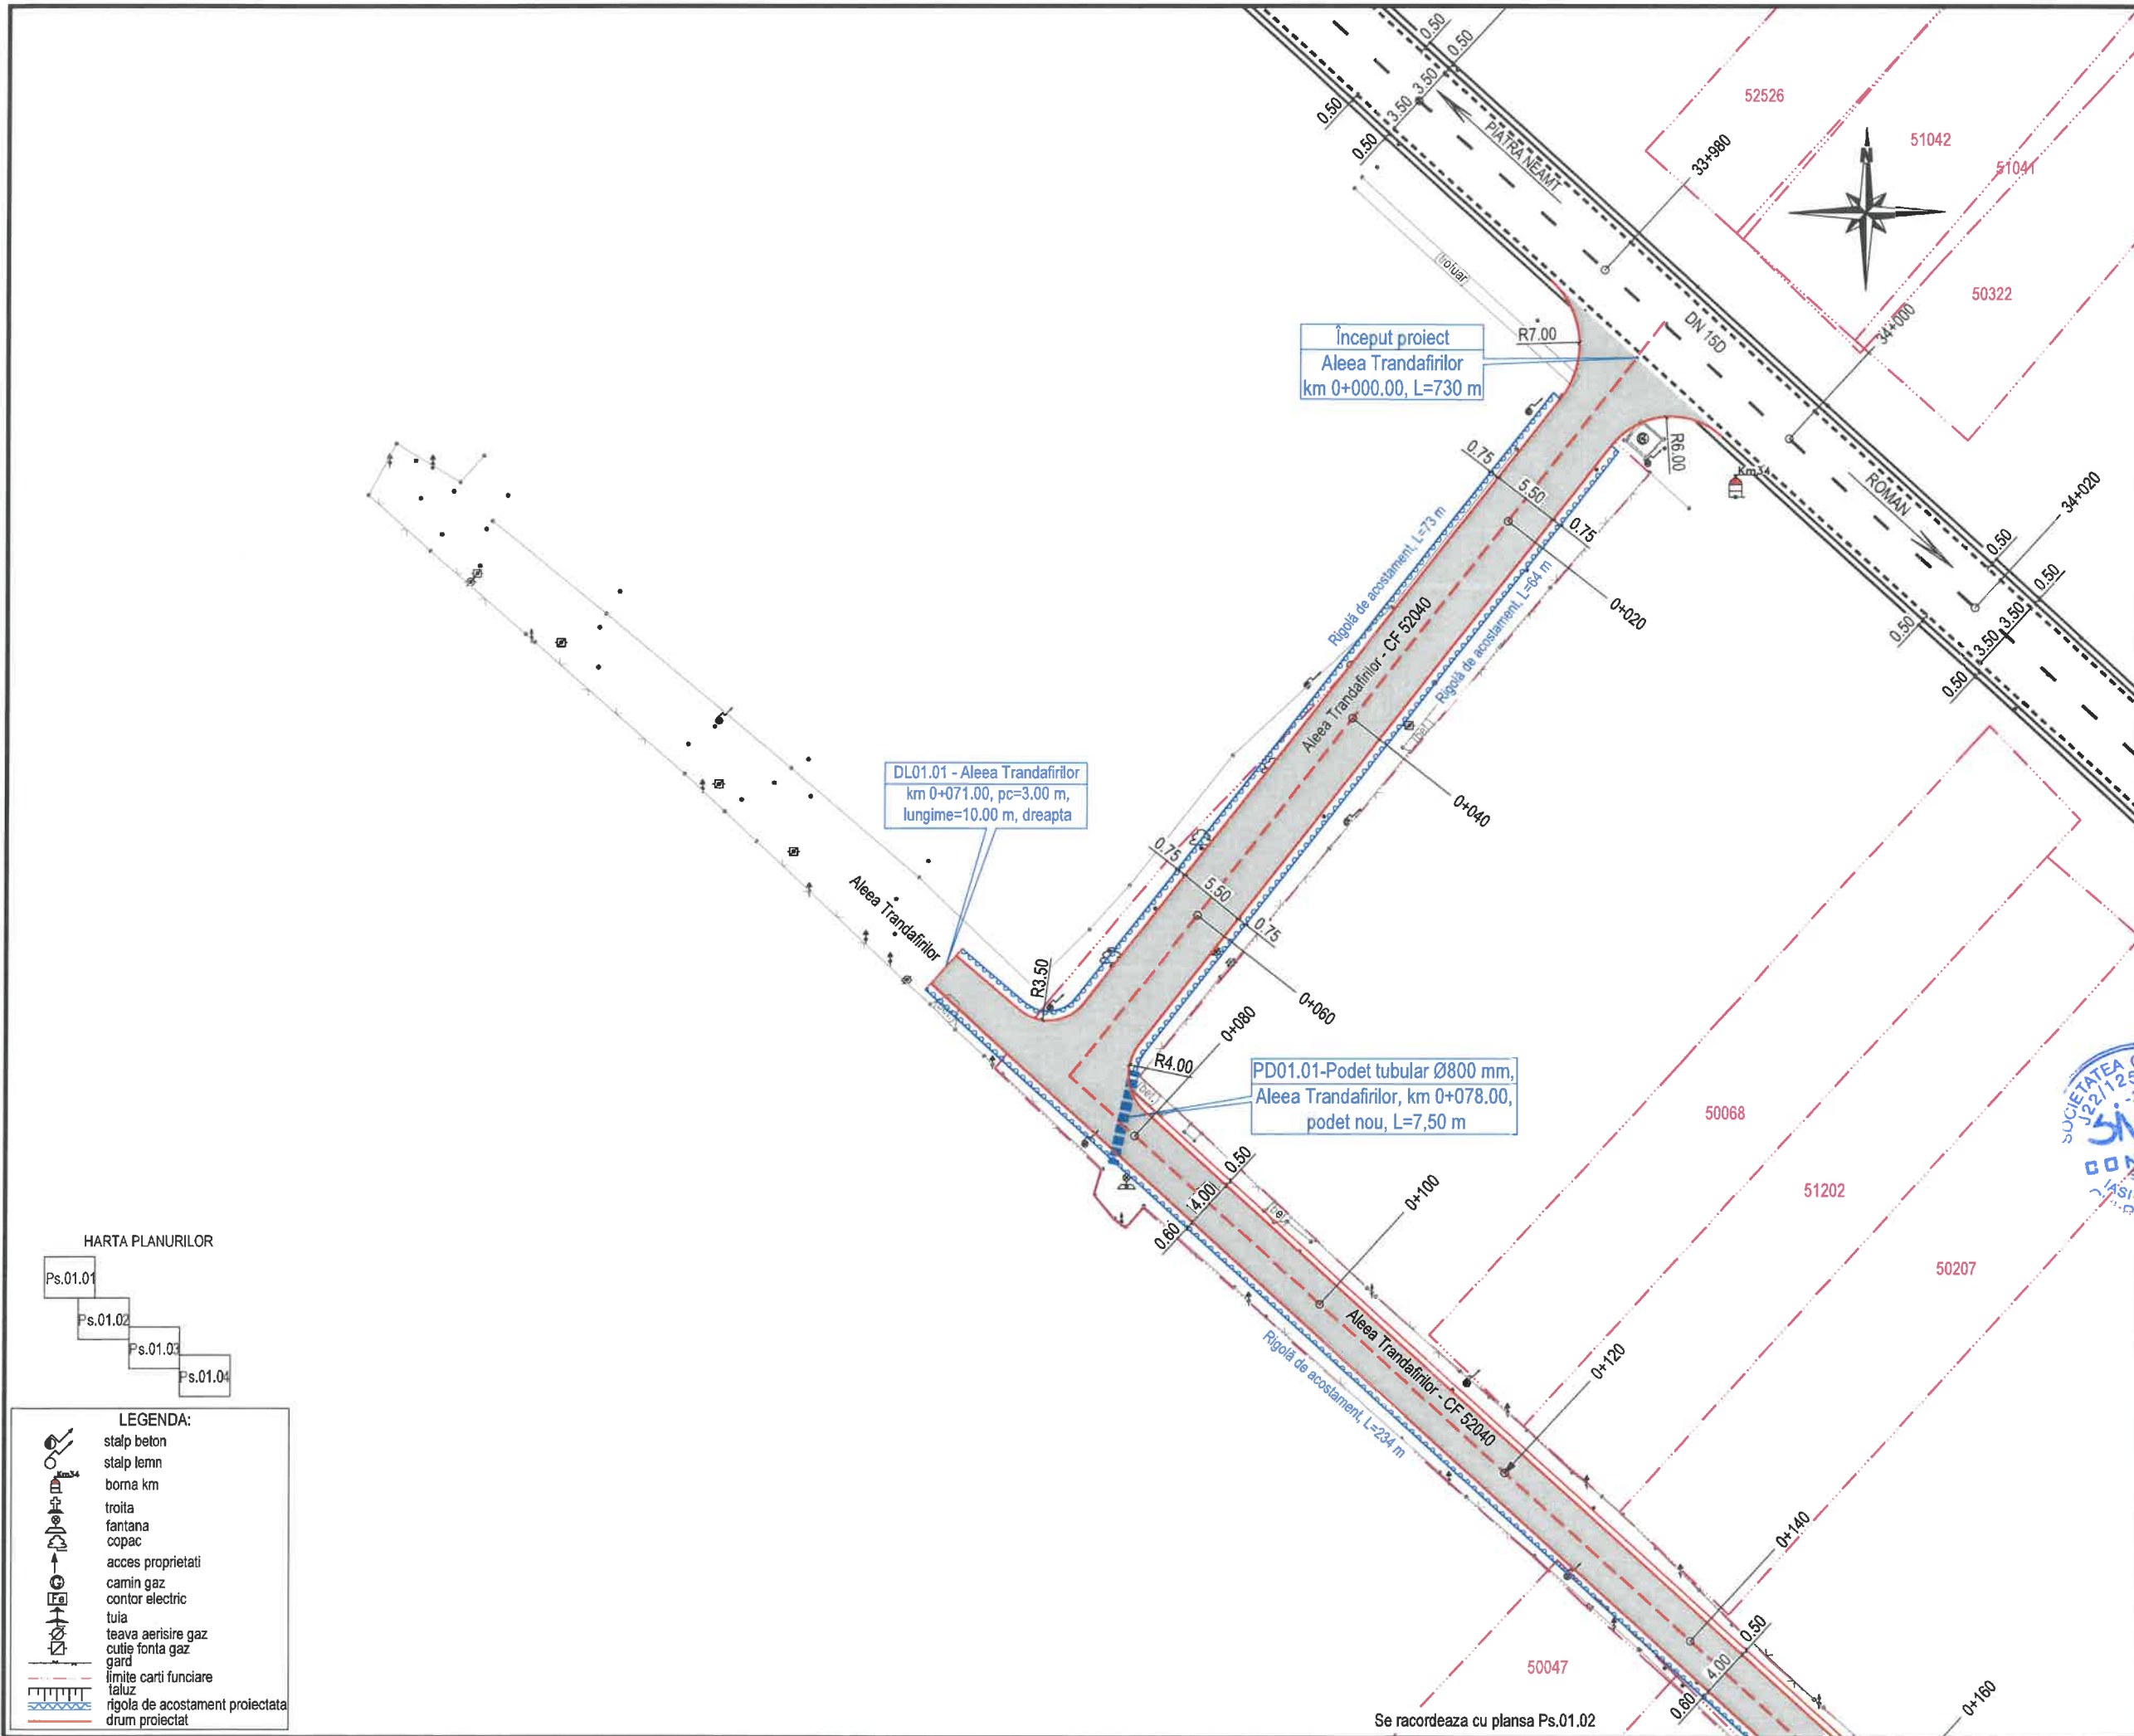 0.50
0.50
3.50
3.50
0.50
0.50
PIATRA NEAMT
33+980
52526
51042
51041
50322
N
(trotuar)
DN 15D
34+000
Început proiect
Aleea Trandafirilor
km 0+000.00, L=730 m
R7.00
R6.00
Km34
ROMAN
34+020
0.50
0.50
3.50
3.50
0.50
0.50
0.75
5.50
0.75
0+020
Rigolă de acostament, L=73 m
Aleea Trandafirilor - CF 52040
Rigolă de acostament, L=64 m
(bet.)
0+040
DL01.01 - Aleea Trandafirilor
km 0+071.00, pc=3.00 m,
lungime=10.00 m, dreapta
0.75
5.50
0.75
Aleea Trandafirilor
R3.50
0+060
0+080
R4.00
(bet.)
PD01.01-Podet tubular Ø800 mm,
Aleea Trandafirilor, km 0+078.00,
podet nou, L=7,50 m
50068
51202
50207
SOCIETATEA
J22/125
CON
IASI
0.50
4.00
0.60
(bet.)
0+100
Aleea Trandafirilor - CF 52040
0+120
Rigolă de acostament, L=234 m
0+140
0.50
4.00
0.60
0+160
50047
Se racordeaza cu plansa Ps.01.02
HARTA PLANURILOR
Ps.01.01
Ps.01.02
Ps.01.03
Ps.01.04
LEGENDA:
stalp beton
stalp lemn
Km34
borna km
troita
fantana
copac
acces proprietati
G
camin gaz
Fe
contor electric
tuia
teava aerisire gaz
cutie fonta gaz
gard
limite carti funciare
taluz
rigola de acostament proiectata
drum proiectat